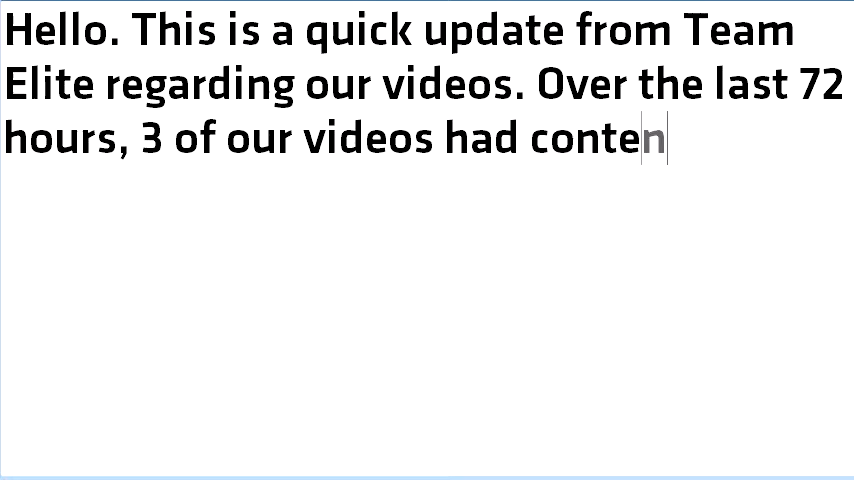 Hello. This is a quick update from Team
Elite regarding our videos. Over the last 72
hours, 3 of our videos had conten